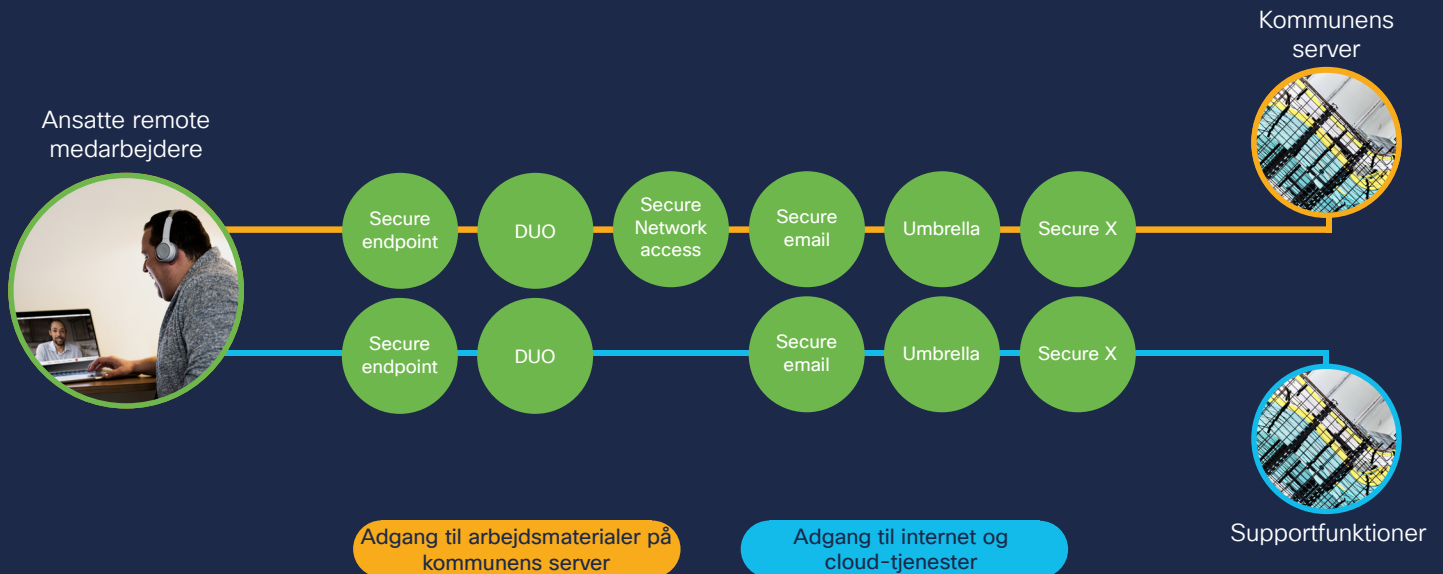 Kommunens
server
Ansatte remote
medarbejdere
Secure
endpoint
DUO
Secure
Network
access
Secure
email
Umbrella
Secure X
Secure
endpoint
DUO
Secure
email
Umbrella
Secure X
Supportfunktioner
Adgang til arbejdsmaterialer på
kommunens server
Adgang til internet og
cloud-tjenester